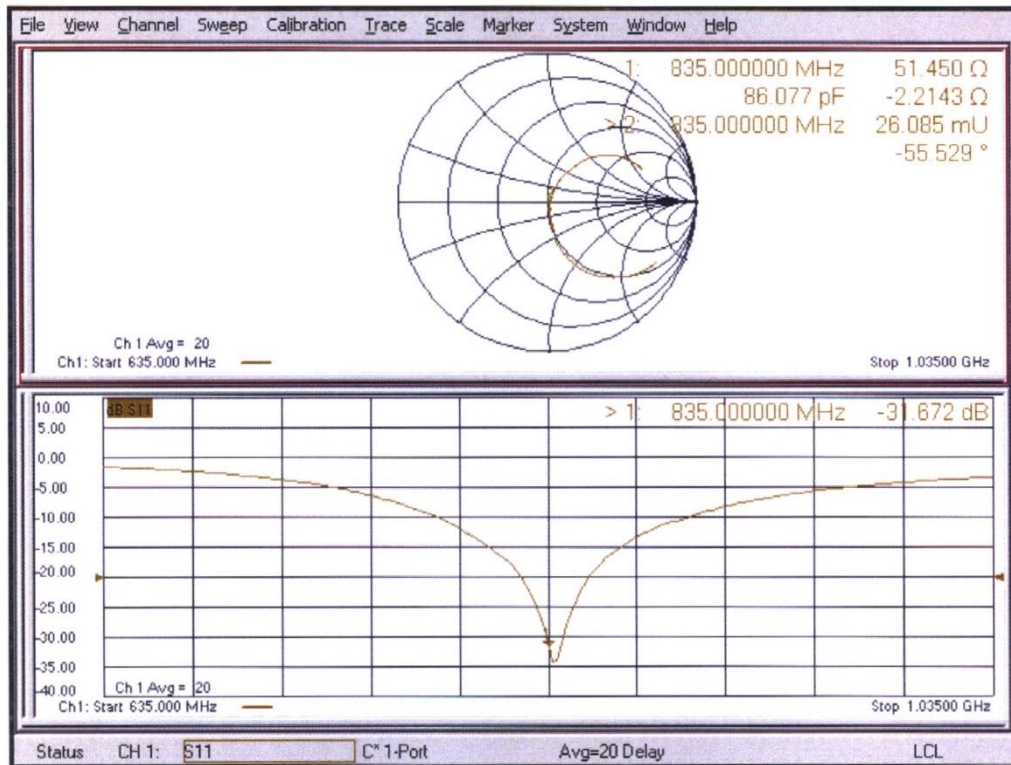 File View Channel Sweep Calibration Trace Scale Marker System Window Help
1: 835.000000 MHz 51.450 Ω
86.077 pF -2.2143 Ω
> 2: 835.000000 MHz 26.085 mU
-55.529 °
Ch 1 Avg = 20
Ch1: Start 635.000 MHz Stop 1.03500 GHz
10.00 dB S11 > 1: 835.000000 MHz -31.672 dB
5.00
0.00
-5.00
-10.00
-15.00
-20.00
-25.00
-30.00
-35.00
-40.00 Ch 1 Avg = 20
Ch1: Start 635.000 MHz Stop 1.03500 GHz
Status CH 1: S11 C* 1-Port Avg=20 Delay LCL